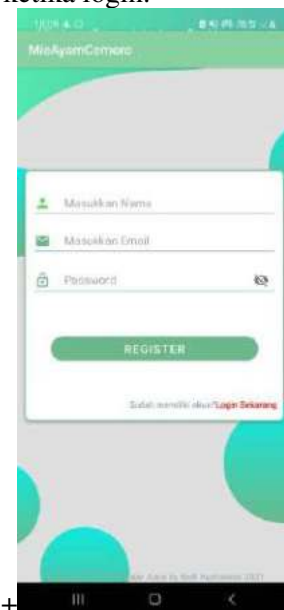 ketika login.
MieAyamCemoro
Masukkan Nama
Masukkan Email
Password
REGISTER
Sudah memiliki akun?Login Sekarang
+